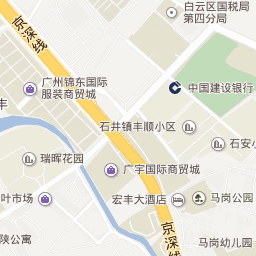 京深线
白云区国税局
第四分局
广州锦东国际
服装商贸城
中国建设银行
丰
石井镇丰顺小区
石安小
瑞晖花园
广宇国际商贸城
叶市场
宏丰大酒店
马岗公园
京深线
陕公寓
马岗幼儿园